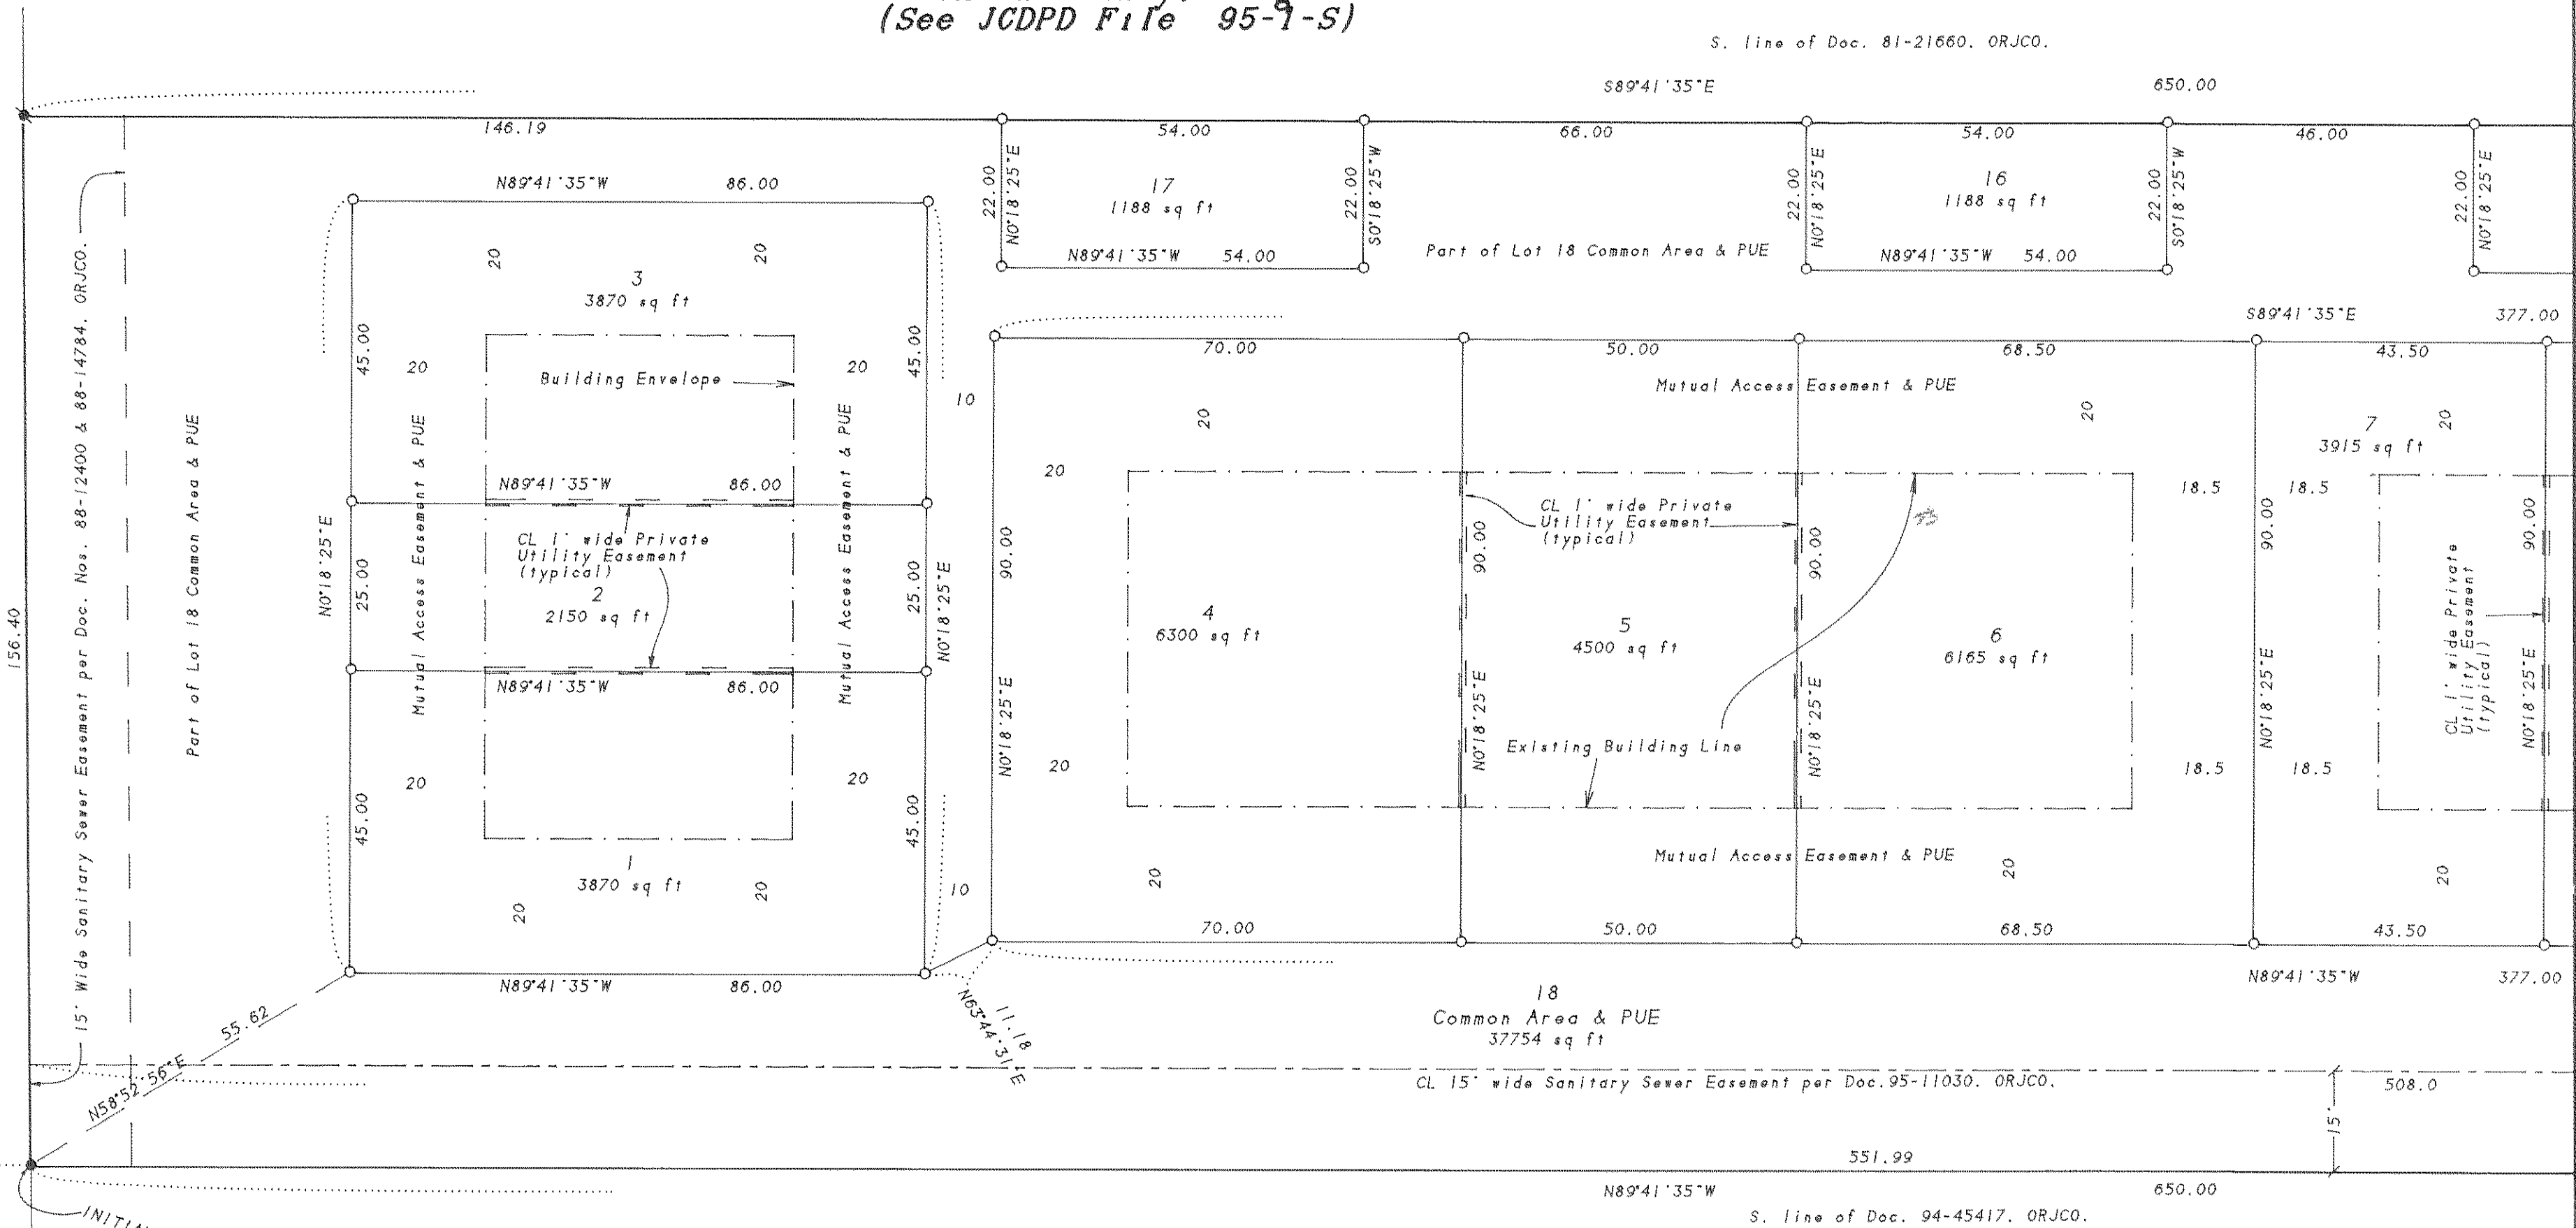 (See JCDPD File 95-9-S)
S. line of Doc. 81-21660. ORJCO.
S89°41'35"E 650.00
146.19 54.00 66.00 54.00 46.00
22.00
N0°18'25"E
17
1188 sq ft
N89°41'35"W 54.00
22.00
S0°18'25"W
Part of Lot 18 Common Area & PUE
22.00
N0°18'25"E
16
1188 sq ft
N89°41'35"W 54.00
22.00
S0°18'25"W
22.00
N0°18'25"E
156.40
15' Wide Sanitary Sewer Easement per Doc. Nos. 88-12400 & 88-14784. ORJCO.
Part of Lot 18 Common Area & PUE
N89°41'35"W 86.00
20 20
3
3870 sq ft
45.00
20
Building Envelope
20
45.00
Mutual Access Easement & PUE
Mutual Access Easement & PUE
N89°41'35"W 86.00
N0°18'25"E
25.00
CL 1' wide Private
Utility Easement
(typical)
2
2150 sq ft
25.00
N0°18'25"E
N89°41'35"W 86.00
20
20
45.00
45.00
1
3870 sq ft
20 20
N89°41'35"W 86.00
10
10
S89°41'35"E 377.00
70.00 50.00 68.50 43.50
Mutual Access Easement & PUE
20
20
7
3915 sq ft
20
20
90.00
N0°18'25"E
20
4
6300 sq ft
CL 1' wide Private
Utility Easement
(typical)
90.00
N0°18'25"E
5
4500 sq ft
90.00
N0°18'25"E
6
6165 sq ft
Existing Building Line
18.5 18.5
90.00
N0°18'25"E
18.5 18.5
CL 1' wide Private
Utility Easement
(typical)
90.00
N0°18'25"E
Mutual Access Easement & PUE
20
20
20
70.00 50.00 68.50 43.50
N89°41'35"W 377.00
11.18
N63°44'31"E
55.62
N58°52'56"E
18
Common Area & PUE
37754 sq ft
CL 15' wide Sanitary Sewer Easement per Doc.95-11030. ORJCO.
508.0
15'
551.99
N89°41'35"W 650.00
S. line of Doc. 94-45417. ORJCO.